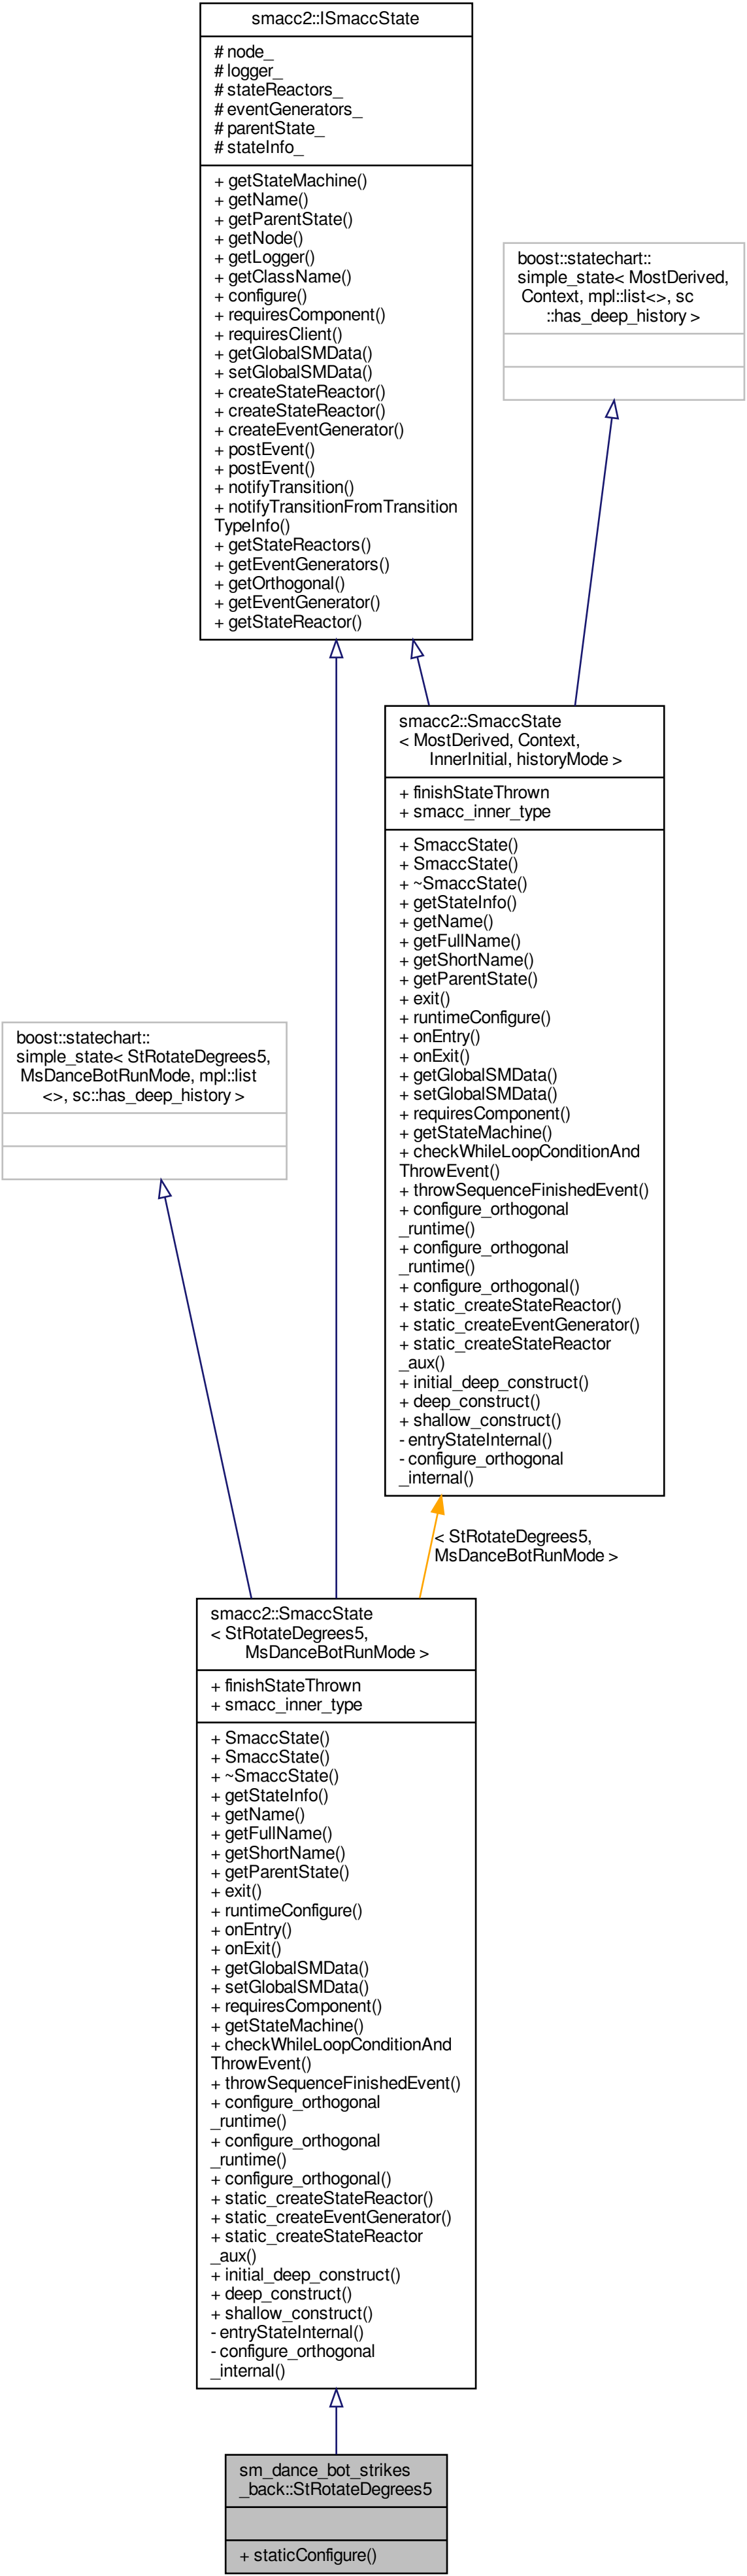 smacc2::ISmaccState
# node_
# logger_
# stateReactors_
# eventGenerators_
# parentState_
# stateInfo_
+ getStateMachine()
+ getName()
+ getParentState()
+ getNode()
+ getLogger()
+ getClassName()
+ configure()
+ requiresComponent()
+ requiresClient()
+ getGlobalSMData()
+ setGlobalSMData()
+ createStateReactor()
+ createStateReactor()
+ createEventGenerator()
+ postEvent()
+ postEvent()
+ notifyTransition()
+ notifyTransitionFromTransition
TypeInfo()
+ getStateReactors()
+ getEventGenerators()
+ getOrthogonal()
+ getEventGenerator()
+ getStateReactor()
boost::statechart::
simple_state< MostDerived,
Context, mpl::list<>, sc
::has_deep_history >
smacc2::SmaccState
< MostDerived, Context,
InnerInitial, historyMode >
+ finishStateThrown
+ smacc_inner_type
+ SmaccState()
+ SmaccState()
+ ~SmaccState()
+ getStateInfo()
+ getName()
+ getFullName()
+ getShortName()
+ getParentState()
+ exit()
+ runtimeConfigure()
+ onEntry()
+ onExit()
+ getGlobalSMData()
+ setGlobalSMData()
+ requiresComponent()
+ getStateMachine()
+ checkWhileLoopConditionAnd
ThrowEvent()
+ throwSequenceFinishedEvent()
+ configure_orthogonal
_runtime()
+ configure_orthogonal
_runtime()
+ configure_orthogonal()
+ static_createStateReactor()
+ static_createEventGenerator()
+ static_createStateReactor
_aux()
+ initial_deep_construct()
+ deep_construct()
+ shallow_construct()
- entryStateInternal()
- configure_orthogonal
_internal()
boost::statechart::
simple_state< StRotateDegrees5,
MsDanceBotRunMode, mpl::list
<>, sc::has_deep_history >
< StRotateDegrees5,
MsDanceBotRunMode >
smacc2::SmaccState
< StRotateDegrees5,
MsDanceBotRunMode >
+ finishStateThrown
+ smacc_inner_type
+ SmaccState()
+ SmaccState()
+ ~SmaccState()
+ getStateInfo()
+ getName()
+ getFullName()
+ getShortName()
+ getParentState()
+ exit()
+ runtimeConfigure()
+ onEntry()
+ onExit()
+ getGlobalSMData()
+ setGlobalSMData()
+ requiresComponent()
+ getStateMachine()
+ checkWhileLoopConditionAnd
ThrowEvent()
+ throwSequenceFinishedEvent()
+ configure_orthogonal
_runtime()
+ configure_orthogonal
_runtime()
+ configure_orthogonal()
+ static_createStateReactor()
+ static_createEventGenerator()
+ static_createStateReactor
_aux()
+ initial_deep_construct()
+ deep_construct()
+ shallow_construct()
- entryStateInternal()
- configure_orthogonal
_internal()
sm_dance_bot_strikes
_back::StRotateDegrees5
+ staticConfigure()